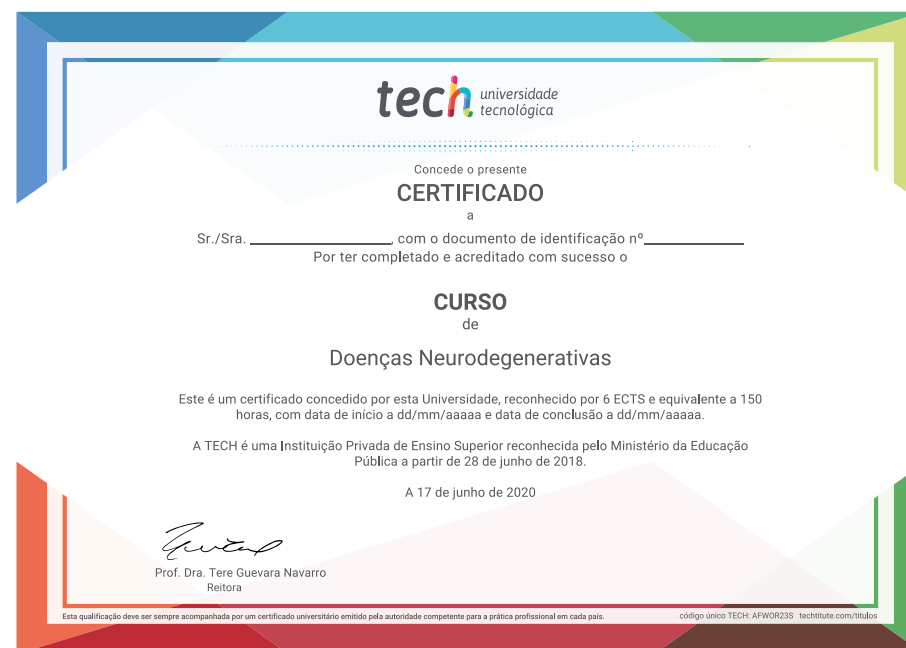 tech universidade
tecnológica
Concede o presente
CERTIFICADO
a
Sr./Sra. ____________________, com o documento de identificação nº______________
Por ter completado e acreditado com sucesso o
CURSO
de
Doenças Neurodegenerativas
Este é um certificado concedido por esta Universidade, reconhecido por 6 ECTS e equivalente a 150
horas, com data de início a dd/mm/aaaaa e data de conclusão a dd/mm/aaaaa.
A TECH é uma Instituição Privada de Ensino Superior reconhecida pelo Ministério da Educação
Pública a partir de 28 de junho de 2018.
A 17 de junho de 2020
Prof. Dra. Tere Guevara Navarro
Reitora
Esta qualificação deve ser sempre acompanhada por um certificado universitário emitido pela autoridade competente para a prática profissional em cada país.
código único TECH: AFWOR23S techtitute.com/titulos